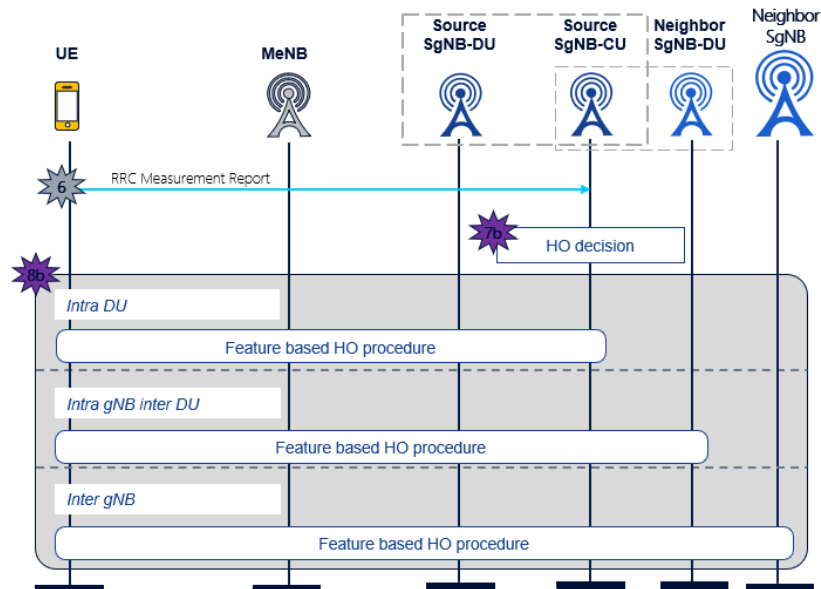 UE
MeNB
Source
SgNB-DU
Source
SgNB-CU
Neighbor
SgNB-DU
Neighbor
SgNB
6
RRC Measurement Report
7b
HO decision
8b
Intra DU
Feature based HO procedure
Intra gNB inter DU
Feature based HO procedure
Inter gNB
Feature based HO procedure